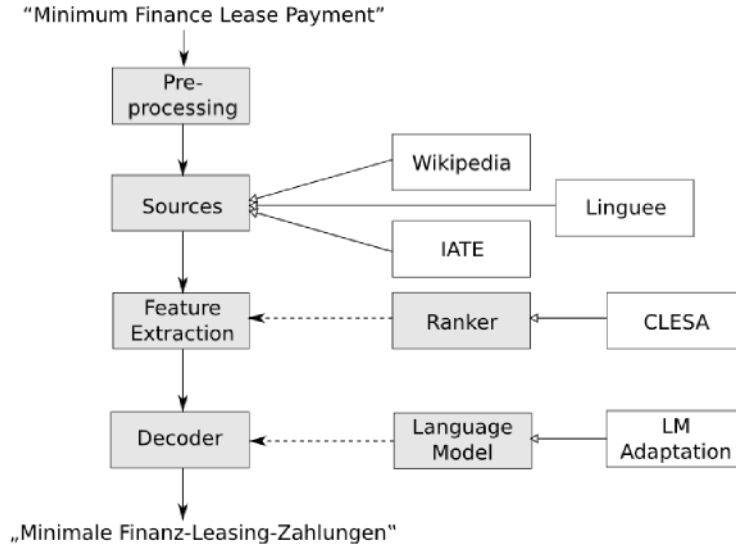 “Minimum Finance Lease Payment”
Pre-
processing
Wikipedia
Sources
Linguee
IATE
Feature
Extraction
Ranker
CLESA
Decoder
Language
Model
LM
Adaptation
„Minimale Finanz-Leasing-Zahlungen“